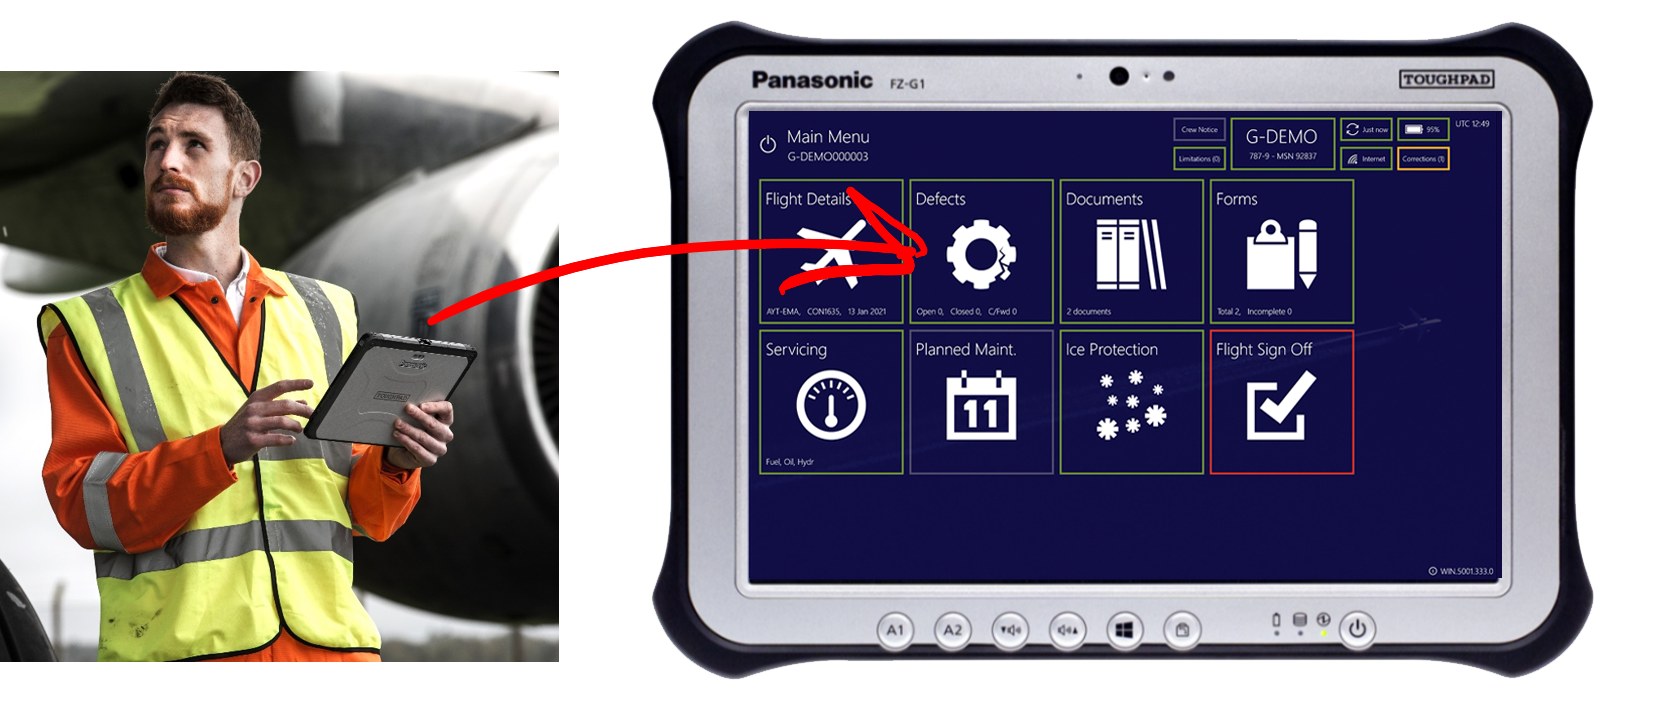 Panasonic FZ-G1
TOUGHPAD
Main Menu
G-DEMO000003
Crew Notice
Limitations (0)
G-DEMO
787-9 - MSN 92837
Just now
Internet
95%
Corrections (1)
UTC 12:49
Flight Details
AYT-EMA, CON1635, 13 Jan 2021
Defects
Open 0, Closed 0, C/Fwd 0
Documents
2 documents
Forms
Total 2, Incomplete 0
Servicing
Fuel, Oil, Hydr
Planned Maint.
11
Ice Protection
Flight Sign Off
WIN.5001.333.0
A1
A2
TOUGHPAD